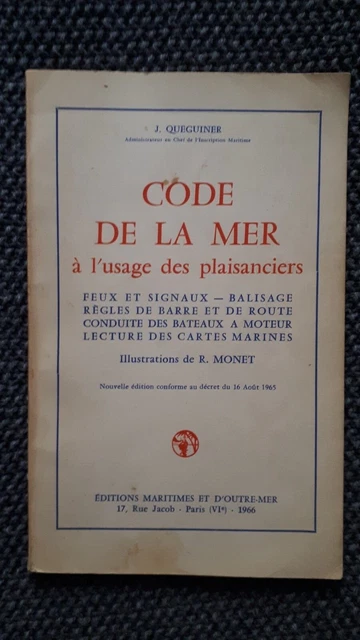 J. QUEGUINER
Administrateur en Chef de l'Inscription Maritime
CODE
DE LA MER
à l'usage des plaisanciers
FEUX ET SIGNAUX — BALISAGE
RÈGLES DE BARRE ET DE ROUTE
CONDUITE DES BATEAUX A MOTEUR
LECTURE DES CARTES MARINES
Illustrations de R. MONET
Nouvelle édition conforme au décret du 16 Août 1965
ÉDITIONS MARITIMES ET D'OUTRE-MER
17, Rue Jacob - Paris (VIe) - 1966